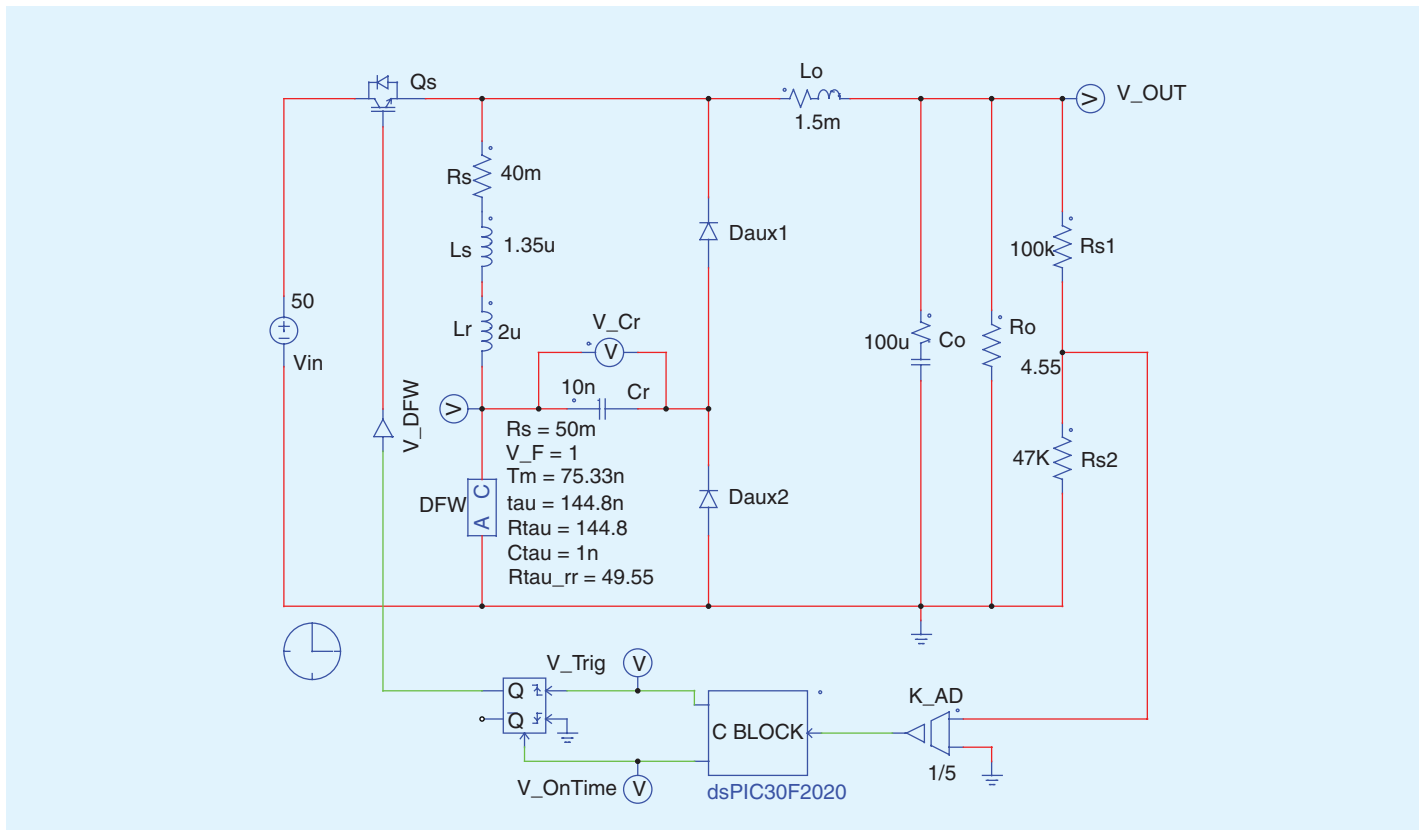 Qs
Lo
1.5m
V
V_OUT
Rs
40m
Ls
1.35u
Lr
2u
Daux1
100k
Rs1
50
Vin
V_Cr
V
10n
Cr
100u
Co
Ro
4.55
V
V_DFW
Rs = 50m
V_F = 1
Tm = 75.33n
tau = 144.8n
Rtau = 144.8
Ctau = 1n
Rtau_rr = 49.55
DFW
C
A
Daux2
47K
Rs2
V_Trig
V
Q
Q
C BLOCK
K_AD
1/5
V_OnTime
V
dsPIC30F2020